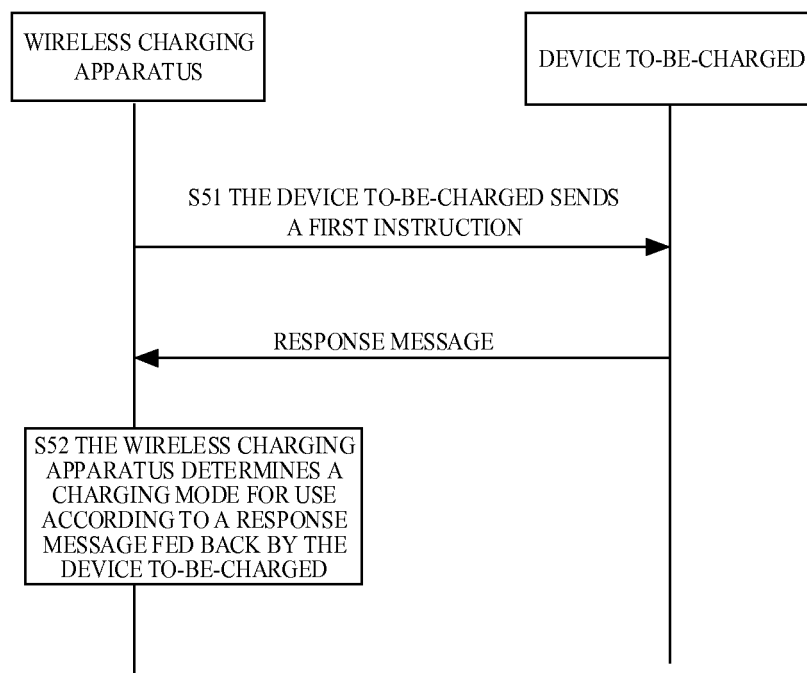 WIRELESS CHARGING
APPARATUS
DEVICE TO-BE-CHARGED
S51 THE DEVICE TO-BE-CHARGED SENDS
A FIRST INSTRUCTION
RESPONSE MESSAGE
S52 THE WIRELESS CHARGING
APPARATUS DETERMINES A
CHARGING MODE FOR USE
ACCORDING TO A RESPONSE
MESSAGE FED BACK BY THE
DEVICE TO-BE-CHARGED